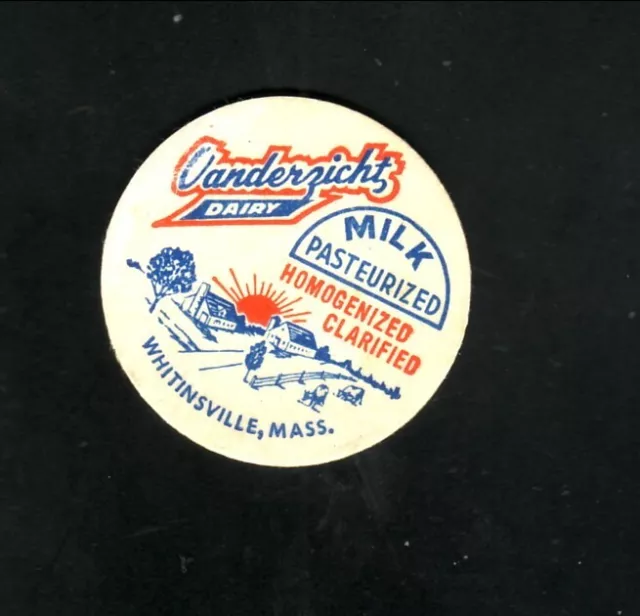 Vanderzicht
DAIRY
MILK
PASTEURIZED
HOMOGENIZED
CLARIFIED
WHITINSVILLE, MASS.